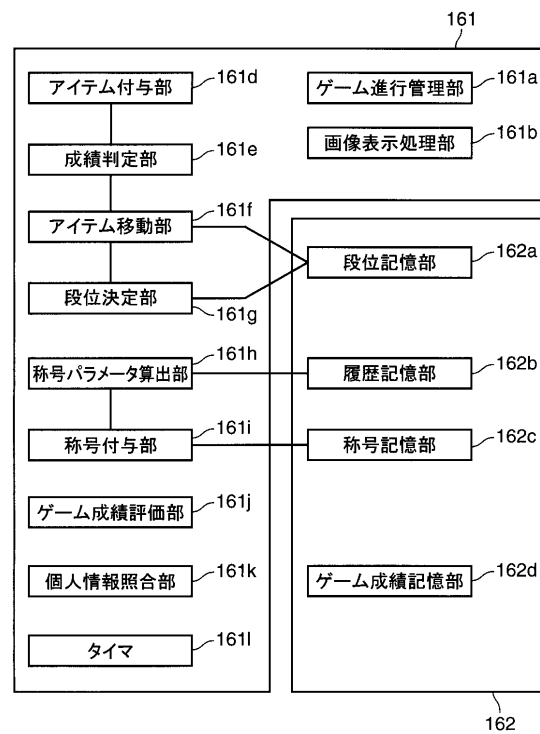 161
アイテム付与部
161d
ゲーム進行管理部
161a
成績判定部
161e
画像表示処理部
161b
アイテム移動部
161f
段位記憶部
162a
段位決定部
161g
称号パラメータ算出部
161h
履歴記憶部
162b
称号付与部
161i
称号記憶部
162c
ゲーム成績評価部
161j
個人情報照合部
161k
ゲーム成績記憶部
162d
タイマ
161l
162